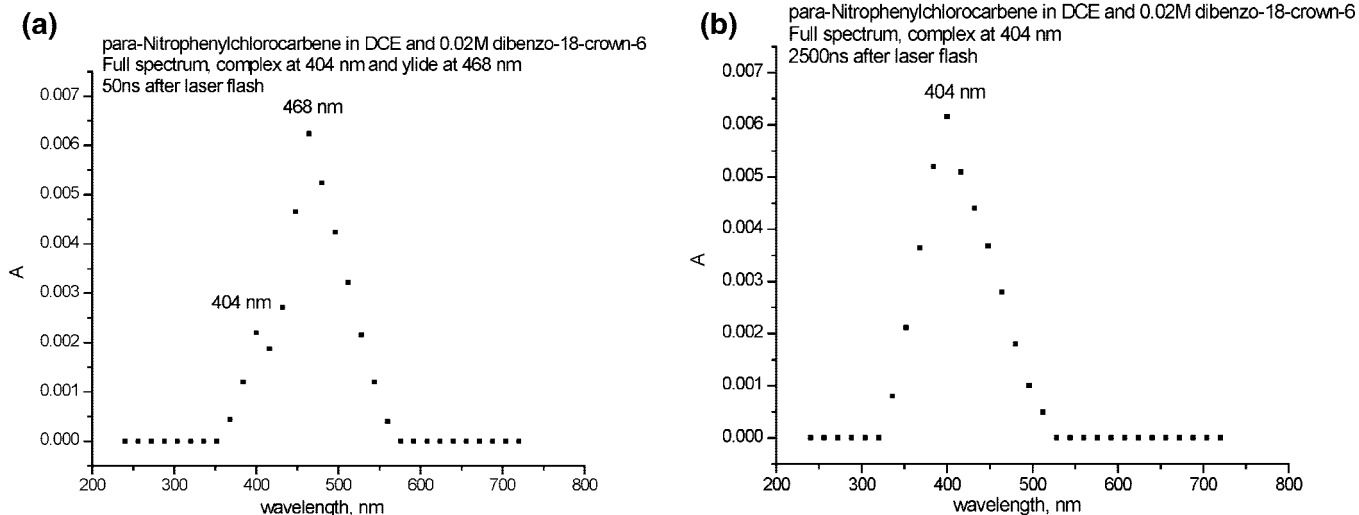 (a)
para-Nitrophenylchlorocarbene in DCE and 0.02M dibenzo-18-crown-6
Full spectrum, complex at 404 nm and ylide at 468 nm
50ns after laser flash
468 nm
404 nm
0.007
0.006
0.005
0.004
0.003
0.002
0.001
0.000
A
200 300 400 500 600 700 800
wavelength, nm
(b)
para-Nitrophenylchlorocarbene in DCE and 0.02M dibenzo-18-crown-6
Full spectrum, complex at 404 nm
2500ns after laser flash
404 nm
0.007
0.006
0.005
0.004
0.003
0.002
0.001
0.000
A
200 300 400 500 600 700 800
wavelength, nm